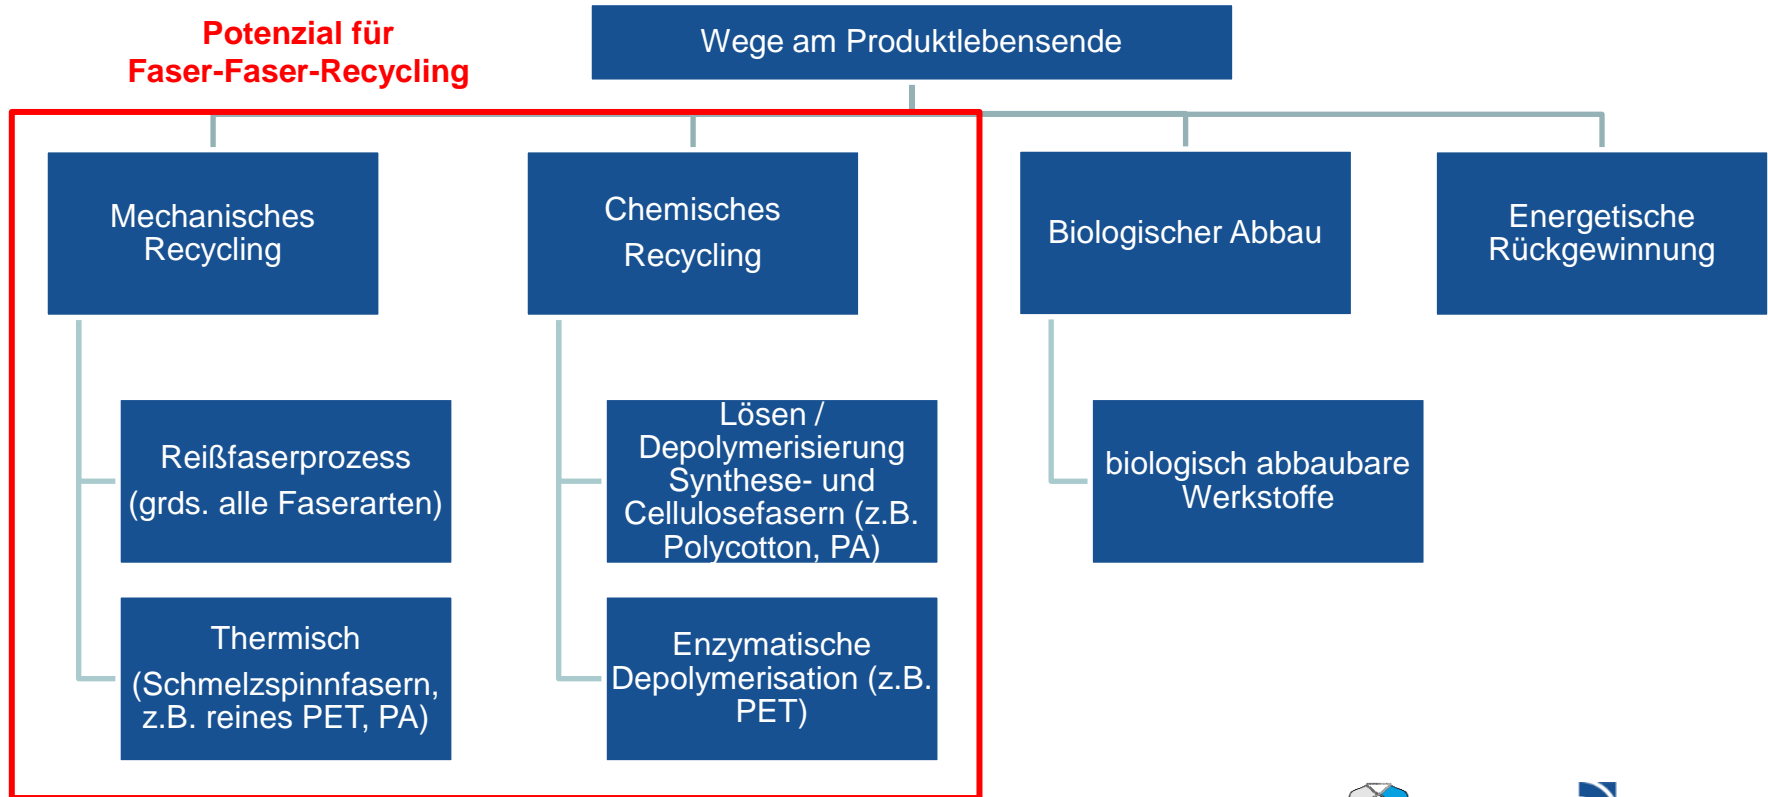 Potenzial für
Faser-Faser-Recycling
Wege am Produktlebensende
Mechanisches
Recycling
Chemisches
Recycling
Biologischer Abbau
Energetische
Rückgewinnung
Reißfaserprozess
(grds. alle Faserarten)
Lösen /
Depolymerisierung
Synthese- und
Cellulosefasern (z.B.
Polycotton, PA)
biologisch abbaubare
Werkstoffe
Thermisch
(Schmelzspinnfasern,
z.B. reines PET, PA)
Enzymatische
Depolymerisation (z.B.
PET)